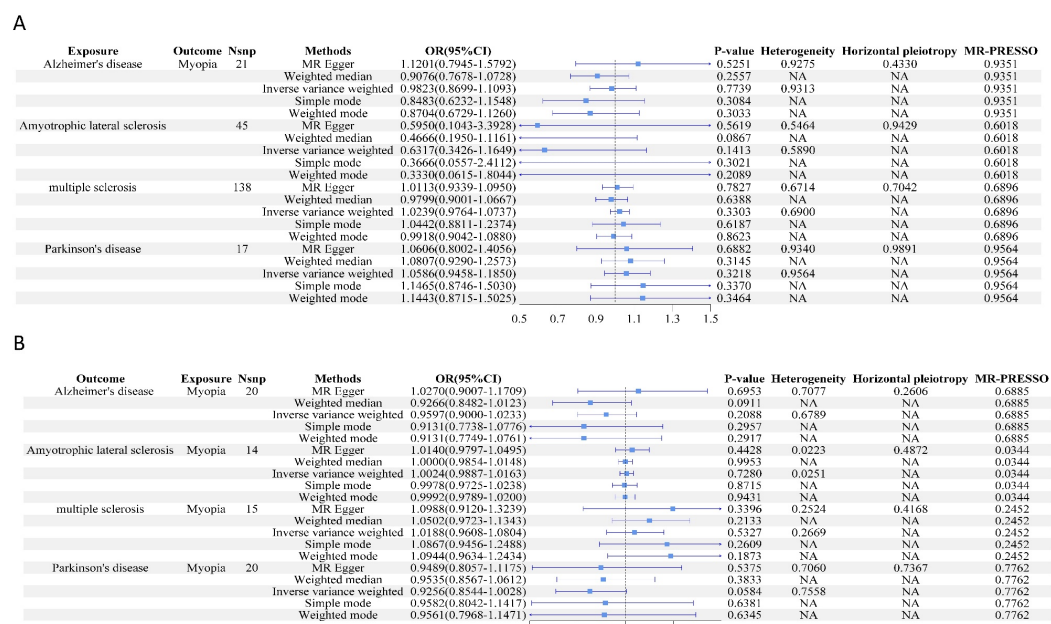 A
Exposure Outcome Nsnp Methods OR(95%CI) P-value Heterogeneity Horizontal pleiotropy MR-PRESSO
Alzheimer's disease Myopia 21 MR Egger 1.1201(0.7945-1.5792) 0.5251 0.9275 0.4330 0.9351
Weighted median 0.9076(0.7678-1.0728) 0.2557 NA NA 0.9351
Inverse variance weighted 0.9823(0.8699-1.1093) 0.7739 0.9313 NA 0.9351
Simple mode 0.8483(0.6232-1.1548) 0.3084 NA NA 0.9351
Weighted mode 0.8704(0.6729-1.1260) 0.3033 NA NA 0.9351
Amyotrophic lateral sclerosis 45 MR Egger 0.5950(0.1043-3.3928) 0.5619 0.5464 0.9429 0.6018
Weighted median 0.4666(0.1950-1.1161) 0.0867 NA NA 0.6018
Inverse variance weighted 0.6317(0.3426-1.1649) 0.1413 0.5890 NA 0.6018
Simple mode 0.3666(0.0557-2.4112) 0.3021 NA NA 0.6018
Weighted mode 0.3330(0.0615-1.8044) 0.2089 NA NA 0.6018
multiple sclerosis 138 MR Egger 1.0113(0.9339-1.0950) 0.7827 0.6714 0.7042 0.6896
Weighted median 0.9799(0.9001-1.0667) 0.6388 NA NA 0.6896
Inverse variance weighted 1.0239(0.9764-1.0737) 0.3303 0.6900 NA 0.6896
Simple mode 1.0442(0.8811-1.2374) 0.6187 NA NA 0.6896
Weighted mode 0.9918(0.9042-1.0880) 0.8623 NA NA 0.6896
Parkinson's disease 17 MR Egger 1.0606(0.8002-1.4056) 0.6882 0.9340 0.9891 0.9564
Weighted median 1.0807(0.9290-1.2573) 0.3145 NA NA 0.9564
Inverse variance weighted 1.0586(0.9458-1.1850) 0.3218 0.9564 NA 0.9564
Simple mode 1.1465(0.8746-1.5030) 0.3370 NA NA 0.9564
Weighted mode 1.1443(0.8715-1.5025) 0.3464 NA NA 0.9564
0.5 0.7 0.9 1.1 1.3 1.5
B
Outcome Exposure Nsnp Methods OR(95%CI) P-value Heterogeneity Horizontal pleiotropy MR-PRESSO
Alzheimer's disease Myopia 20 MR Egger 1.0270(0.9007-1.1709) 0.6953 0.7077 0.2606 0.6885
Weighted median 0.9266(0.8482-1.0123) 0.0911 NA NA 0.6885
Inverse variance weighted 0.9597(0.9000-1.0233) 0.2088 0.6789 NA 0.6885
Simple mode 0.9131(0.7738-1.0776) 0.2957 NA NA 0.6885
Weighted mode 0.9131(0.7749-1.0761) 0.2917 NA NA 0.6885
Amyotrophic lateral sclerosis Myopia 14 MR Egger 1.0140(0.9797-1.0495) 0.4428 0.0223 0.4872 0.0344
Weighted median 1.0000(0.9854-1.0148) 0.9953 NA NA 0.0344
Inverse variance weighted 1.0024(0.9887-1.0163) 0.7280 0.0251 NA 0.0344
Simple mode 0.9978(0.9725-1.0238) 0.8715 NA NA 0.0344
Weighted mode 0.9992(0.9789-1.0200) 0.9431 NA NA 0.0344
multiple sclerosis Myopia 15 MR Egger 1.0988(0.9120-1.3239) 0.3396 0.2524 0.4168 0.2452
Weighted median 1.0502(0.9723-1.1343) 0.2133 NA NA 0.2452
Inverse variance weighted 1.0188(0.9608-1.0804) 0.5327 0.2669 NA 0.2452
Simple mode 1.0867(0.9456-1.2488) 0.2609 NA NA 0.2452
Weighted mode 1.0944(0.9634-1.2434) 0.1873 NA NA 0.2452
Parkinson's disease Myopia 20 MR Egger 0.9489(0.8057-1.1175) 0.5375 0.7060 0.7367 0.7762
Weighted median 0.9535(0.8567-1.0612) 0.3833 NA NA 0.7762
Inverse variance weighted 0.9256(0.8544-1.0028) 0.0584 0.7558 NA 0.7762
Simple mode 0.9582(0.8042-1.1417) 0.6381 NA NA 0.7762
Weighted mode 0.9561(0.7968-1.1471) 0.6345 NA NA 0.7762